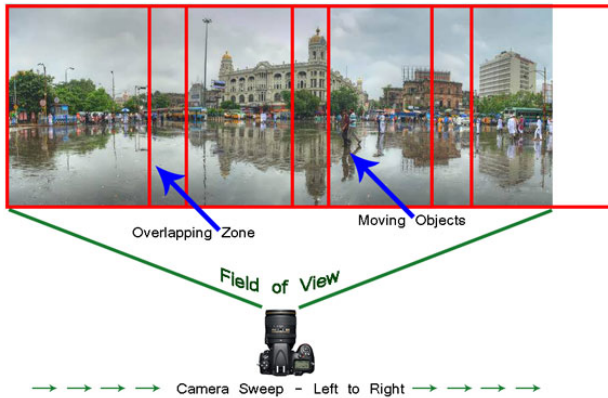 Overlapping Zone
Moving Objects
Field of View
Camera Sweep - Left to Right